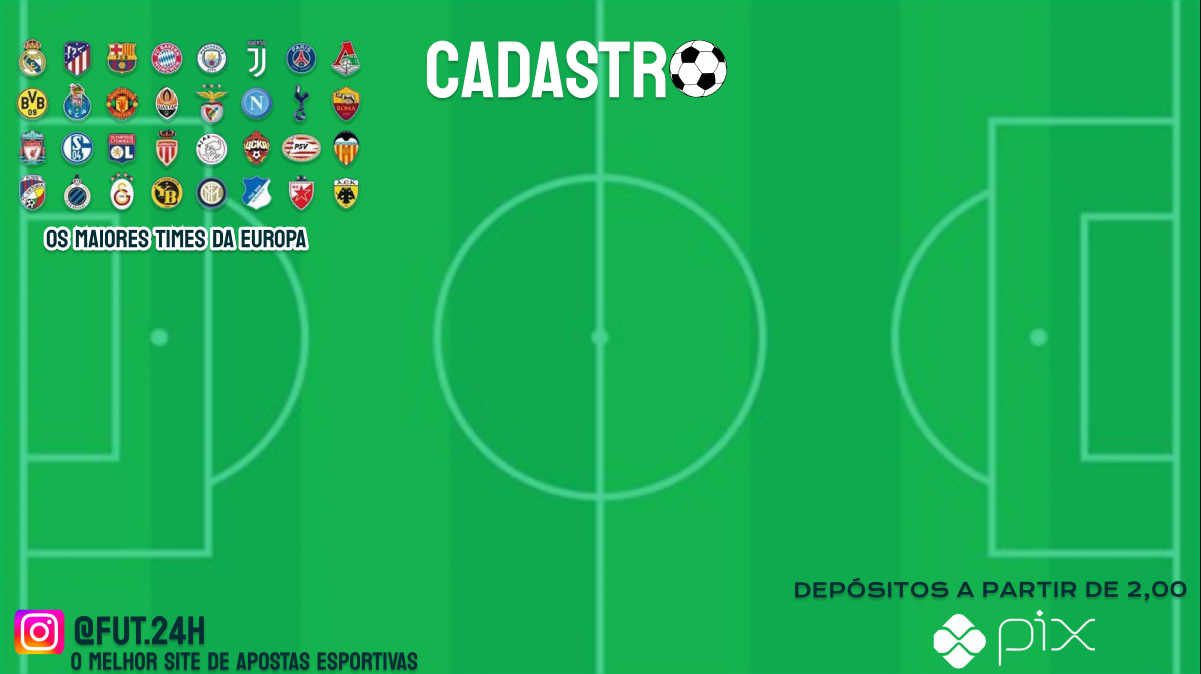 CADASTRO
OS MAIORES TIMES DA EUROPA
DEPÓSITOS A PARTIR DE 2,00
pix
@FUT.24H
O MELHOR SITE DE APOSTAS ESPORTIVAS